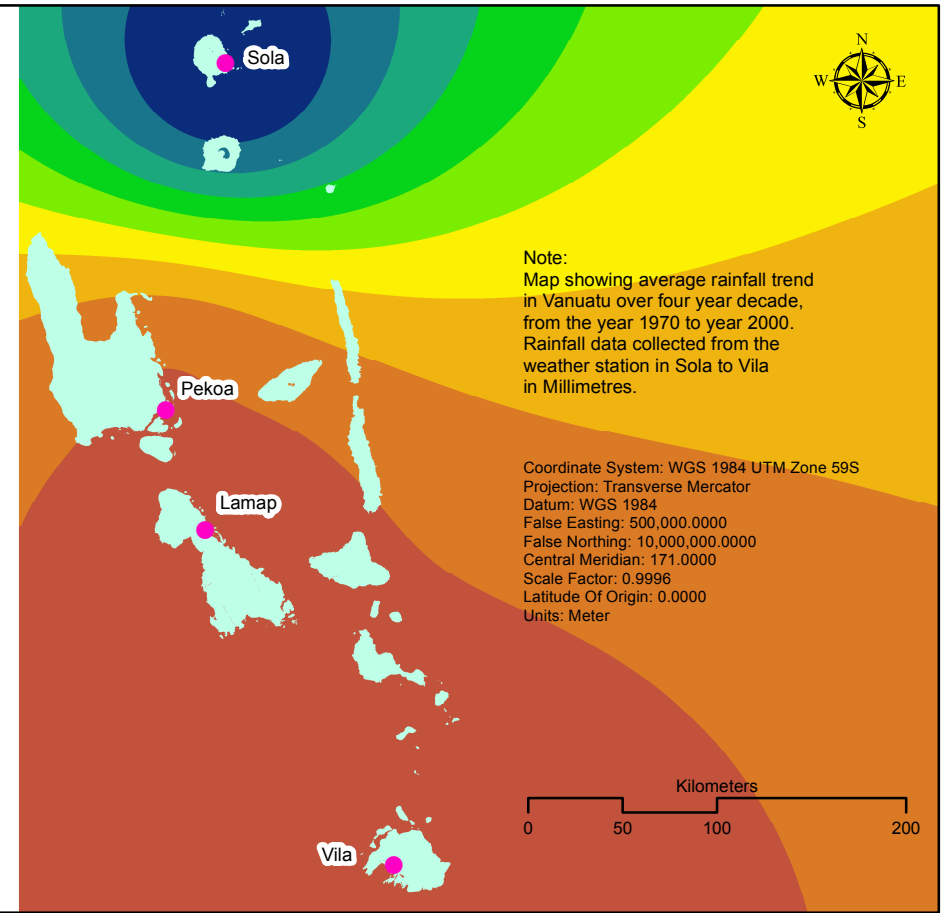 Sola
N
W E
S
Note:
Map showing average rainfall trend
in Vanuatu over four year decade,
from the year 1970 to year 2000.
Rainfall data collected from the
weather station in Sola to Vila
in Millimetres.
Pekoa
Coordinate System: WGS 1984 UTM Zone 59S
Projection: Transverse Mercator
Datum: WGS 1984
False Easting: 500,000.0000
False Northing: 10,000,000.0000
Central Meridian: 171.0000
Scale Factor: 0.9996
Latitude Of Origin: 0.0000
Units: Meter
Lamap
Kilometers
0 50 100 200
Vila